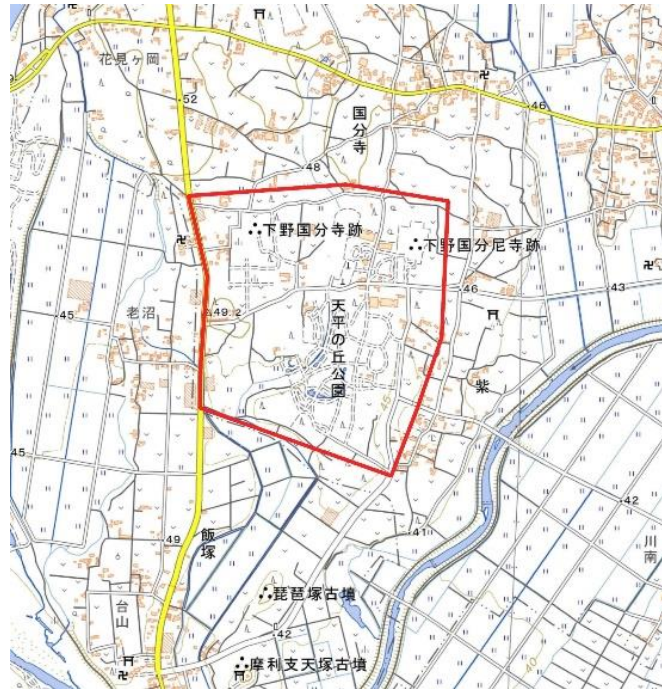 花見ヶ岡
52
46
国分寺
48
下野国分寺跡
下野国分尼寺跡
46
43
45
49.2
老沼
天平の丘公園
紫
45
45
42
49
飯塚
41
川南
台山
琵琶塚古墳
42
40
摩利支天塚古墳